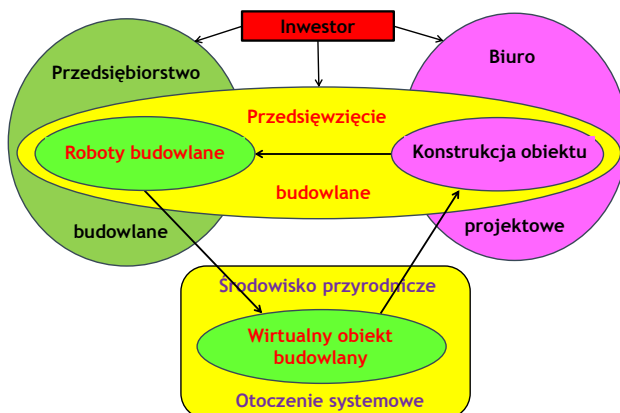 Inwestor
Przedsiębiorstwo
Biuro
Przedsięwzięcie
Roboty budowlane
Konstrukcja obiektu
budowlane
budowlane
projektowe
Środowisko przyrodnicze
Wirtualny obiekt
budowlany
Otoczenie systemowe